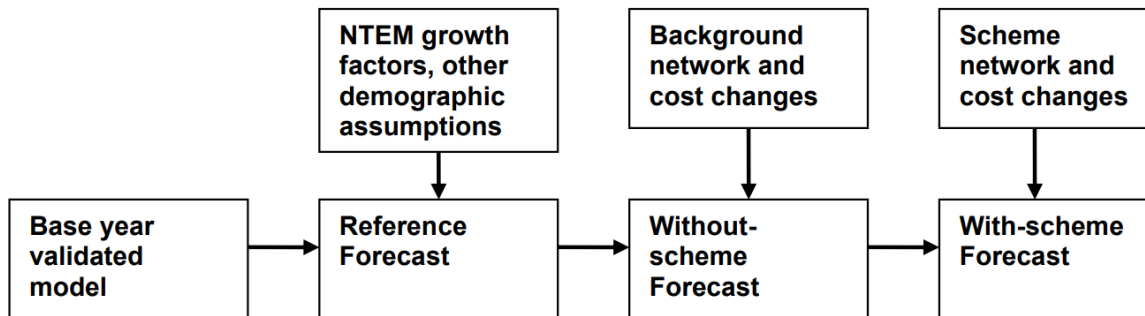 NTEM growth
factors, other
demographic
assumptions
Background
network and
cost changes
Scheme
network and
cost changes
Base year
validated
model
Reference
Forecast
Without-
scheme
Forecast
With-scheme
Forecast